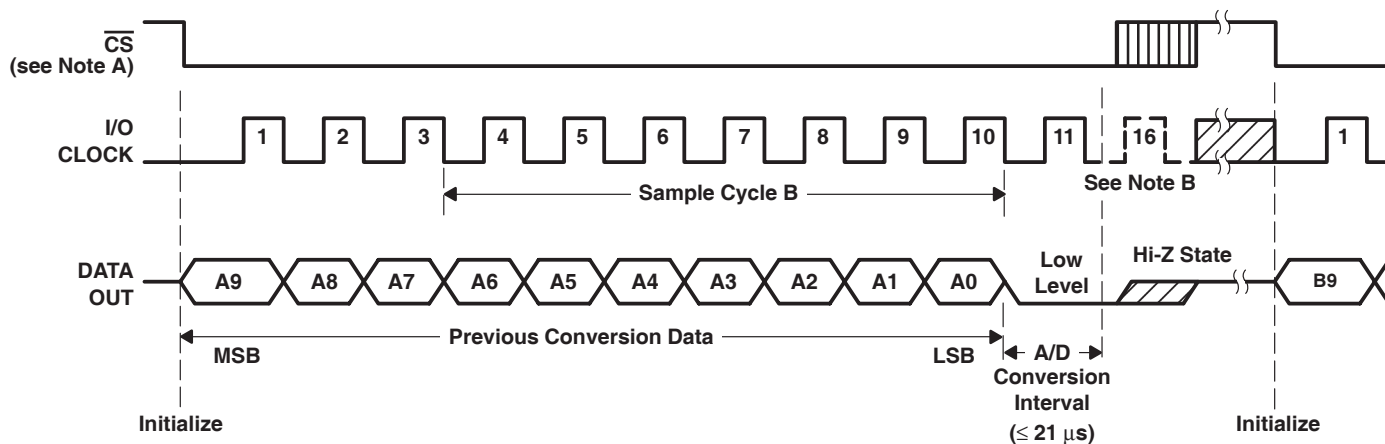 CS
(see Note A)
I/O
CLOCK
1 2 3 4 5 6 7 8 9 10 11 16 1
Sample Cycle B
See Note B
DATA
OUT
A9 A8 A7 A6 A5 A4 A3 A2 A1 A0
Low
Level
Hi-Z State
B9
Previous Conversion Data
MSB
LSB
A/D
Conversion
Interval
(≤ 21 μs)
Initialize
Initialize